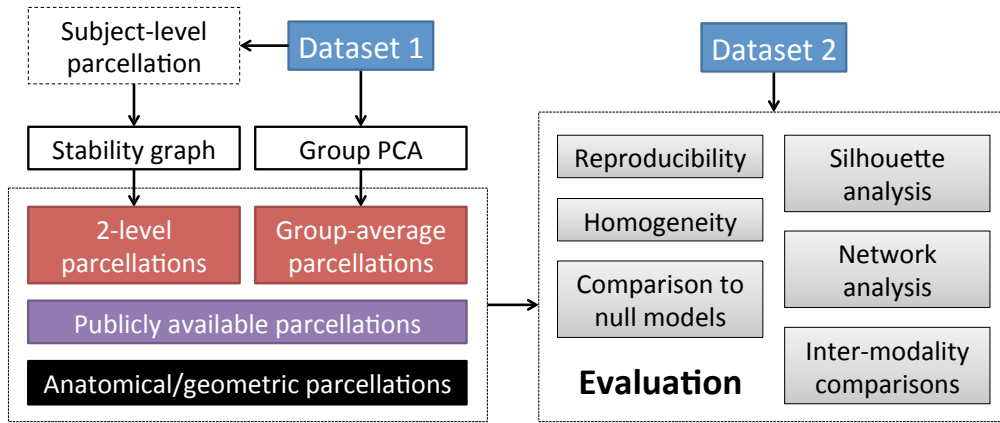 Subject-level
parcellation
Dataset 1
Stability graph
Group PCA
2-level
parcellations
Group-average
parcellations
Publicly available parcellations
Anatomical/geometric parcellations
Dataset 2
Reproducibility
Homogeneity
Comparison to
null models
Evaluation
Silhouette
analysis
Network
analysis
Inter-modality
comparisons